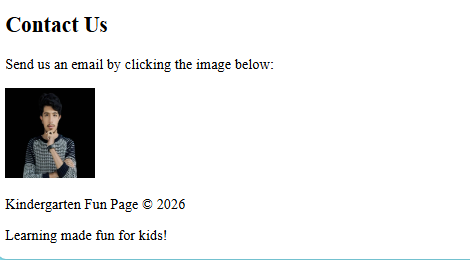 Contact Us
Send us an email by clicking the image below:
Kindergarten Fun Page © 2026
Learning made fun for kids!